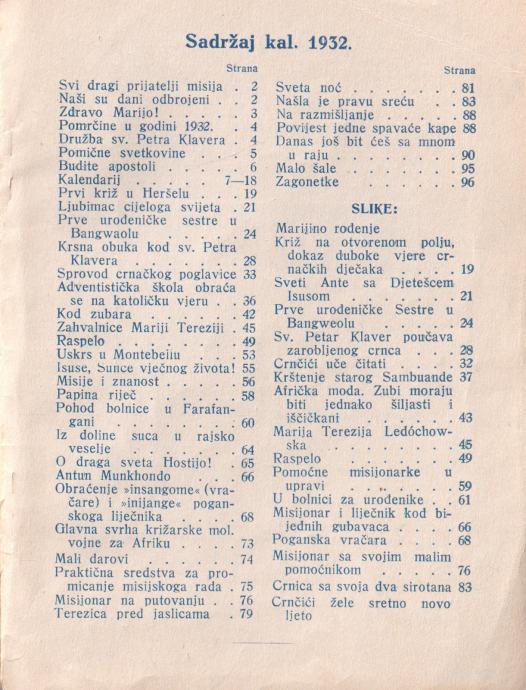 Sadržaj kal. 1932.
Strana
Svi dragi prijatelji misija . 2
Naši su dani odbrojeni . . 2
Zdravo Marijo! . . . . . 3
Pomrčine u godini 1932. . 4
Družba sv. Petra Klavera . 4
Pomične svetkovine . . . 5
Budite apostoli . . . . . 6
Kalendarij . . . . . 7—18
Prvi križ u Heršelu . . . 19
Ljubimac cijeloga svijeta . 21
Prve urođeničke sestre u
Bangwaolu . . . . . 24
Krsna obuka kod sv. Petra
Klavera . . . . . . 28
Sprovod crnačkog poglavice 33
Adventistička škola obraća
se na katoličku vjeru . . 36
Kod zubara . . . . . . 42
Zahvalnice Mariji Tereziji . 45
Raspelo . . . . . . . 49
Uskrs u Montebellu . . . 53
Isuse, Sunce vječnog života! 55
Misije i znanost . . . . . 56
Papina riječ . . . . . . 58
Pohod bolnice u Farafan-
gani . . . . . . . 60
Iz doline suca u rajsko
veselje . . . . . . 64
O draga sveta Hostijo! . . 65
Antun Munkhondo . . . 66
Obraćenje »insangome« (vra-
čare) i »inijange« pogan-
skoga liječnika . . . . 68
Glavna svrha križarske mol.
vojne za Afriku . . . . 73
Mali darovi . . . . . . 74
Praktična sredstva za pro-
micanje misijskoga rada . 75
Misijonar na putovanju . . 76
Terezica pred jaslicama . 79
Strana
Sveta noć . . . . . . . 81
Našla je pravu sreću . . 83
Na razmišljanje . . . . . 88
Povijest jedne spavaće kape 88
Danas još bit ćeš sa mnom
u raju . . . . . . . 90
Malo šale . . . . . . . 95
Zagonetke . . . . . . 96
SLIKE:
Marijino rođenje
Križ na otvorenom polju,
dokaz duboke vjere cr-
načkih dječaka . . . . 19
Sveti Ante sa Djetešcem
Isusom . . . . . . 21
Prve urođeničke Sestre u
Bangweolu . . . . . 24
Sv. Petar Klaver poučava
zarobljenog crnca . . . 28
Crnčići uče čitati . . . . 32
Krštenje starog Sambuande 37
Afrička moda. Zubi moraju
biti jednako šiljasti i
iščičkani . . . . . . 43
Marija Terezija Ledóchow-
ska . . . . . . . . 45
Raspelo . . . . . . . 49
Pomoćne misijonarke u
upravi . . . . . . . 59
U bolnici za urođenike . . 61
Misijonar i liječnik kod bi-
jednih gubavaca . . . . 66
Poganska vračara . . . . 68
Misijonar sa svojim malim
pomoćnikom . . . . . 76
Crnica sa svoja dva sirotana 83
Crnčići žele sretno novo
ljeto